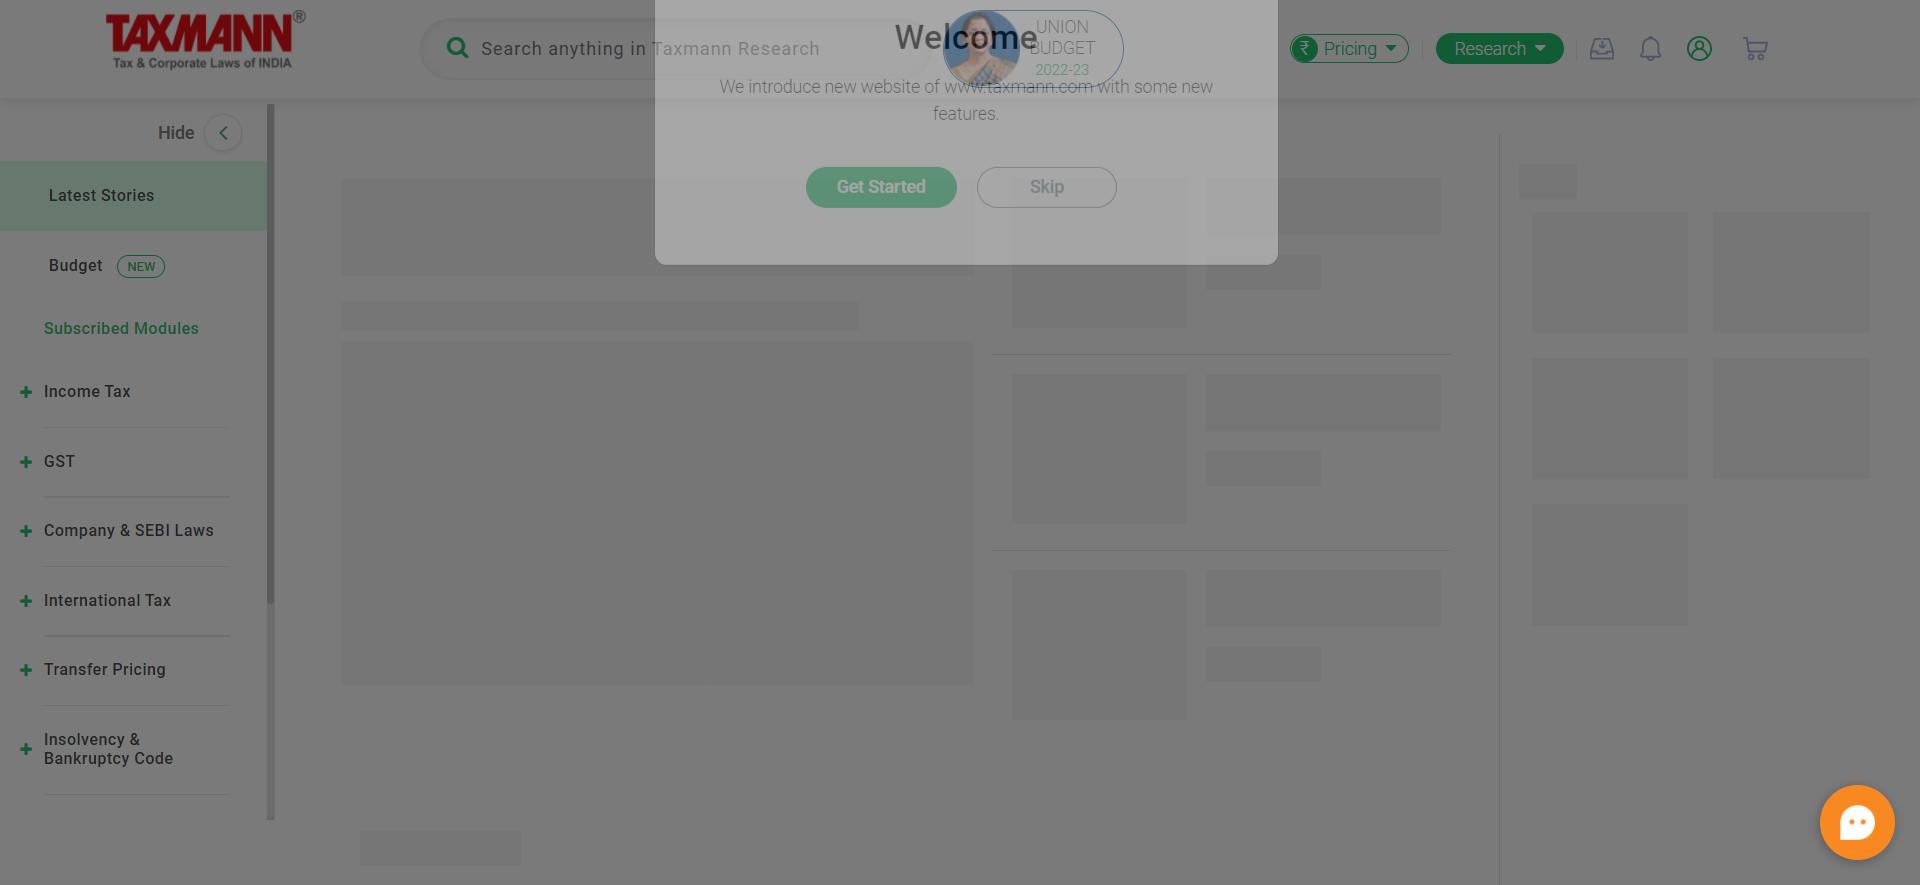 TAXMANN®
Tax & Corporate Laws of INDIA
Search anything in Taxmann Research
UNION
BUDGET
2022-23
₹ Pricing
Research
Welcome
We introduce new website of www.taxmann.com with some new
features.
Get Started
Skip
Hide
Latest Stories
Budget NEW
Subscribed Modules
Income Tax
GST
Company & SEBI Laws
International Tax
Transfer Pricing
Insolvency &
Bankruptcy Code